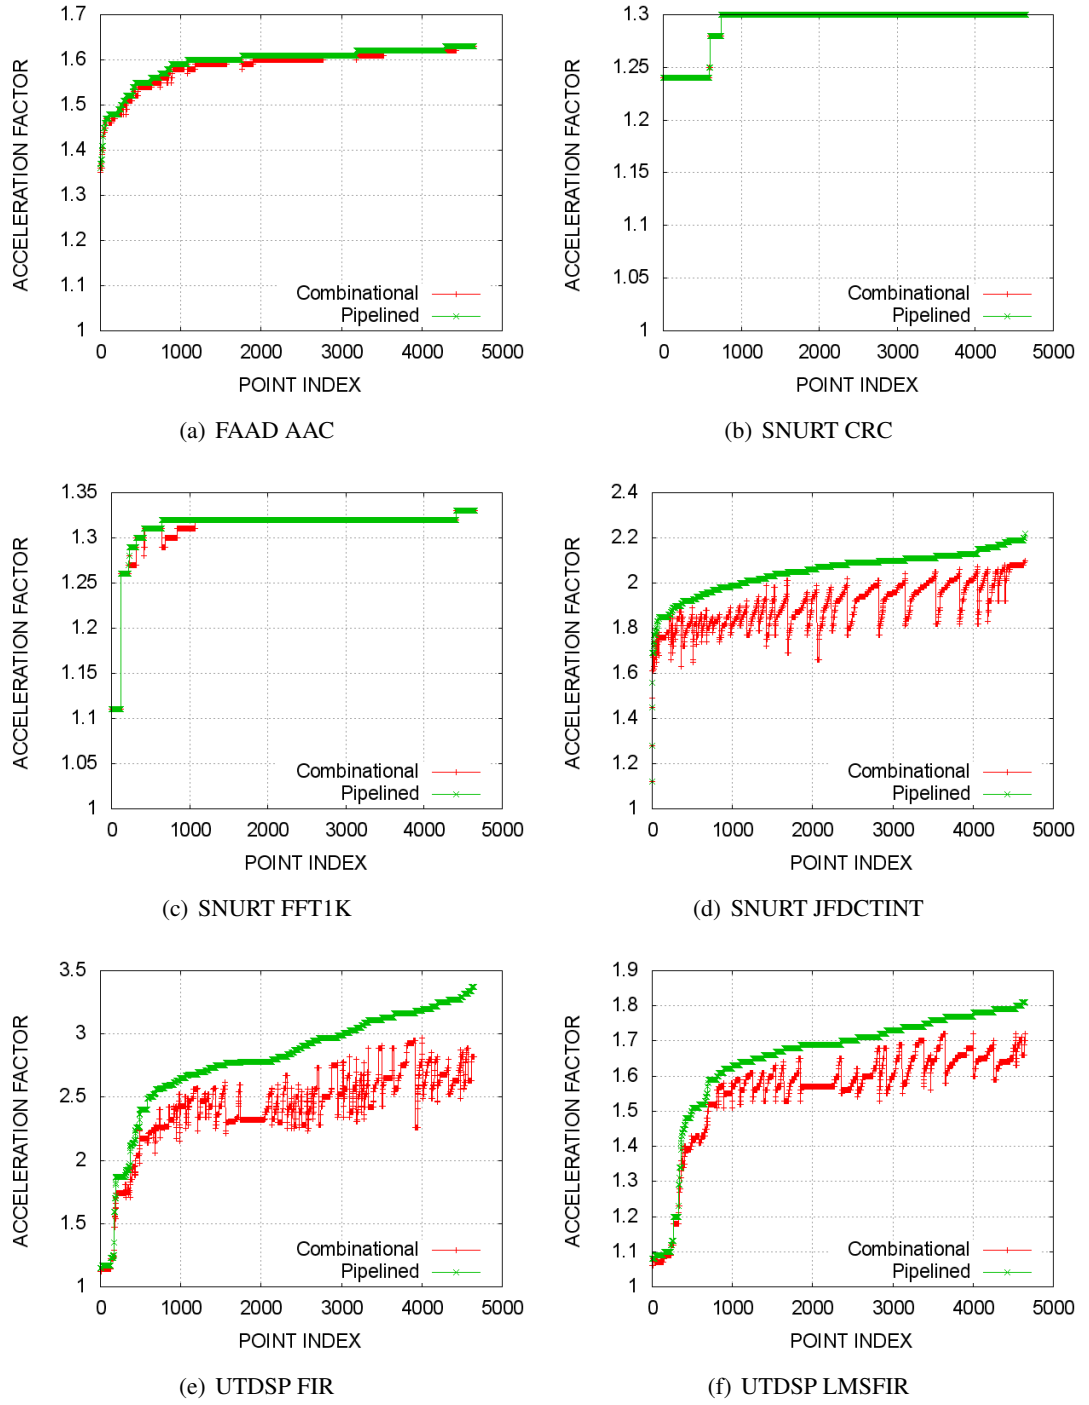 1.7
1.6
1.5
1.4
1.3
1.2
1.1
1
ACCELERATION FACTOR
Combinational
Pipelined
0 1000 2000 3000 4000 5000
POINT INDEX
(a) FAAD AAC
1.3
1.25
1.2
1.15
1.1
1.05
1
ACCELERATION FACTOR
Combinational
Pipelined
0 1000 2000 3000 4000 5000
POINT INDEX
(b) SNURT CRC
1.35
1.3
1.25
1.2
1.15
1.1
1.05
1
ACCELERATION FACTOR
Combinational
Pipelined
0 1000 2000 3000 4000 5000
POINT INDEX
(c) SNURT FFT1K
2.4
2.2
2
1.8
1.6
1.4
1.2
1
ACCELERATION FACTOR
Combinational
Pipelined
0 1000 2000 3000 4000 5000
POINT INDEX
(d) SNURT JFDCTINT
3.5
3
2.5
2
1.5
1
ACCELERATION FACTOR
Combinational
Pipelined
0 1000 2000 3000 4000 5000
POINT INDEX
(e) UTDSP FIR
1.9
1.8
1.7
1.6
1.5
1.4
1.3
1.2
1.1
1
ACCELERATION FACTOR
Combinational
Pipelined
0 1000 2000 3000 4000 5000
POINT INDEX
(f) UTDSP LMSFIR